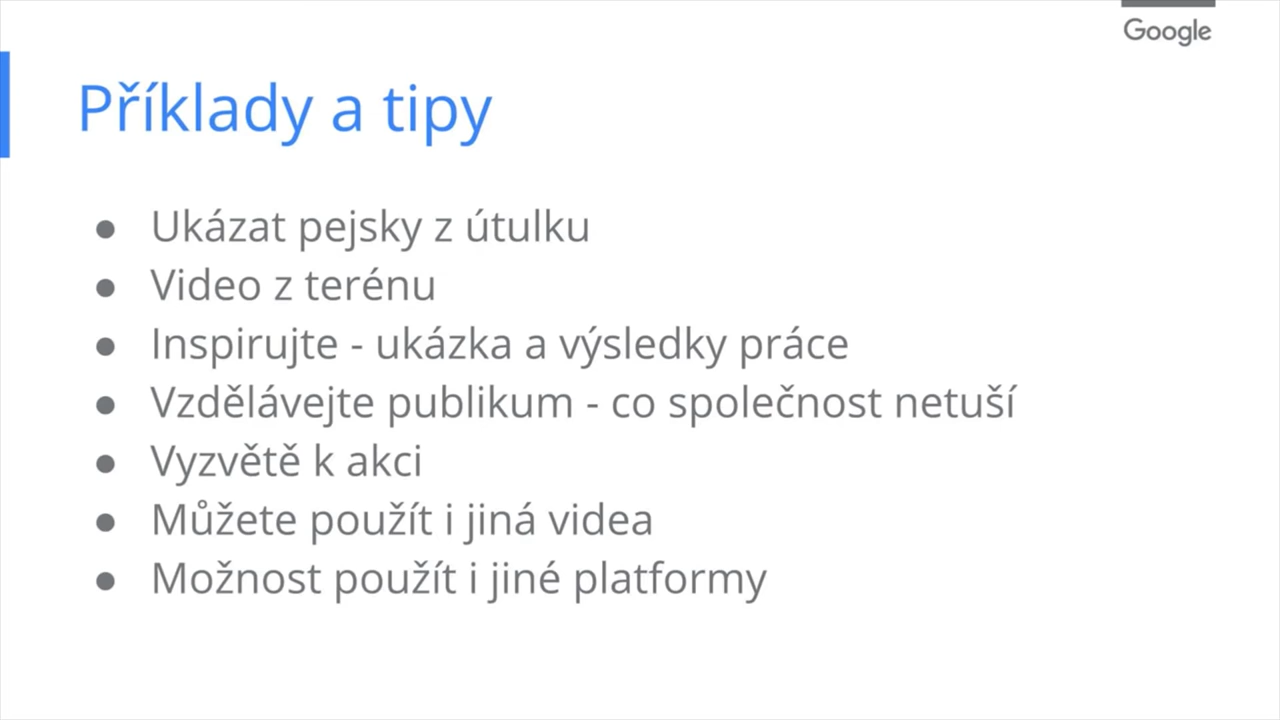 Google
Příklady a tipy
● Ukázat pejsky z útulku
● Video z terénu
● Inspirujte - ukázka a výsledky práce
● Vzdělávejte publikum - co společnost netuší
● Vyzvětě k akci
● Můžete použít i jiná videa
● Možnost použít i jiné platformy